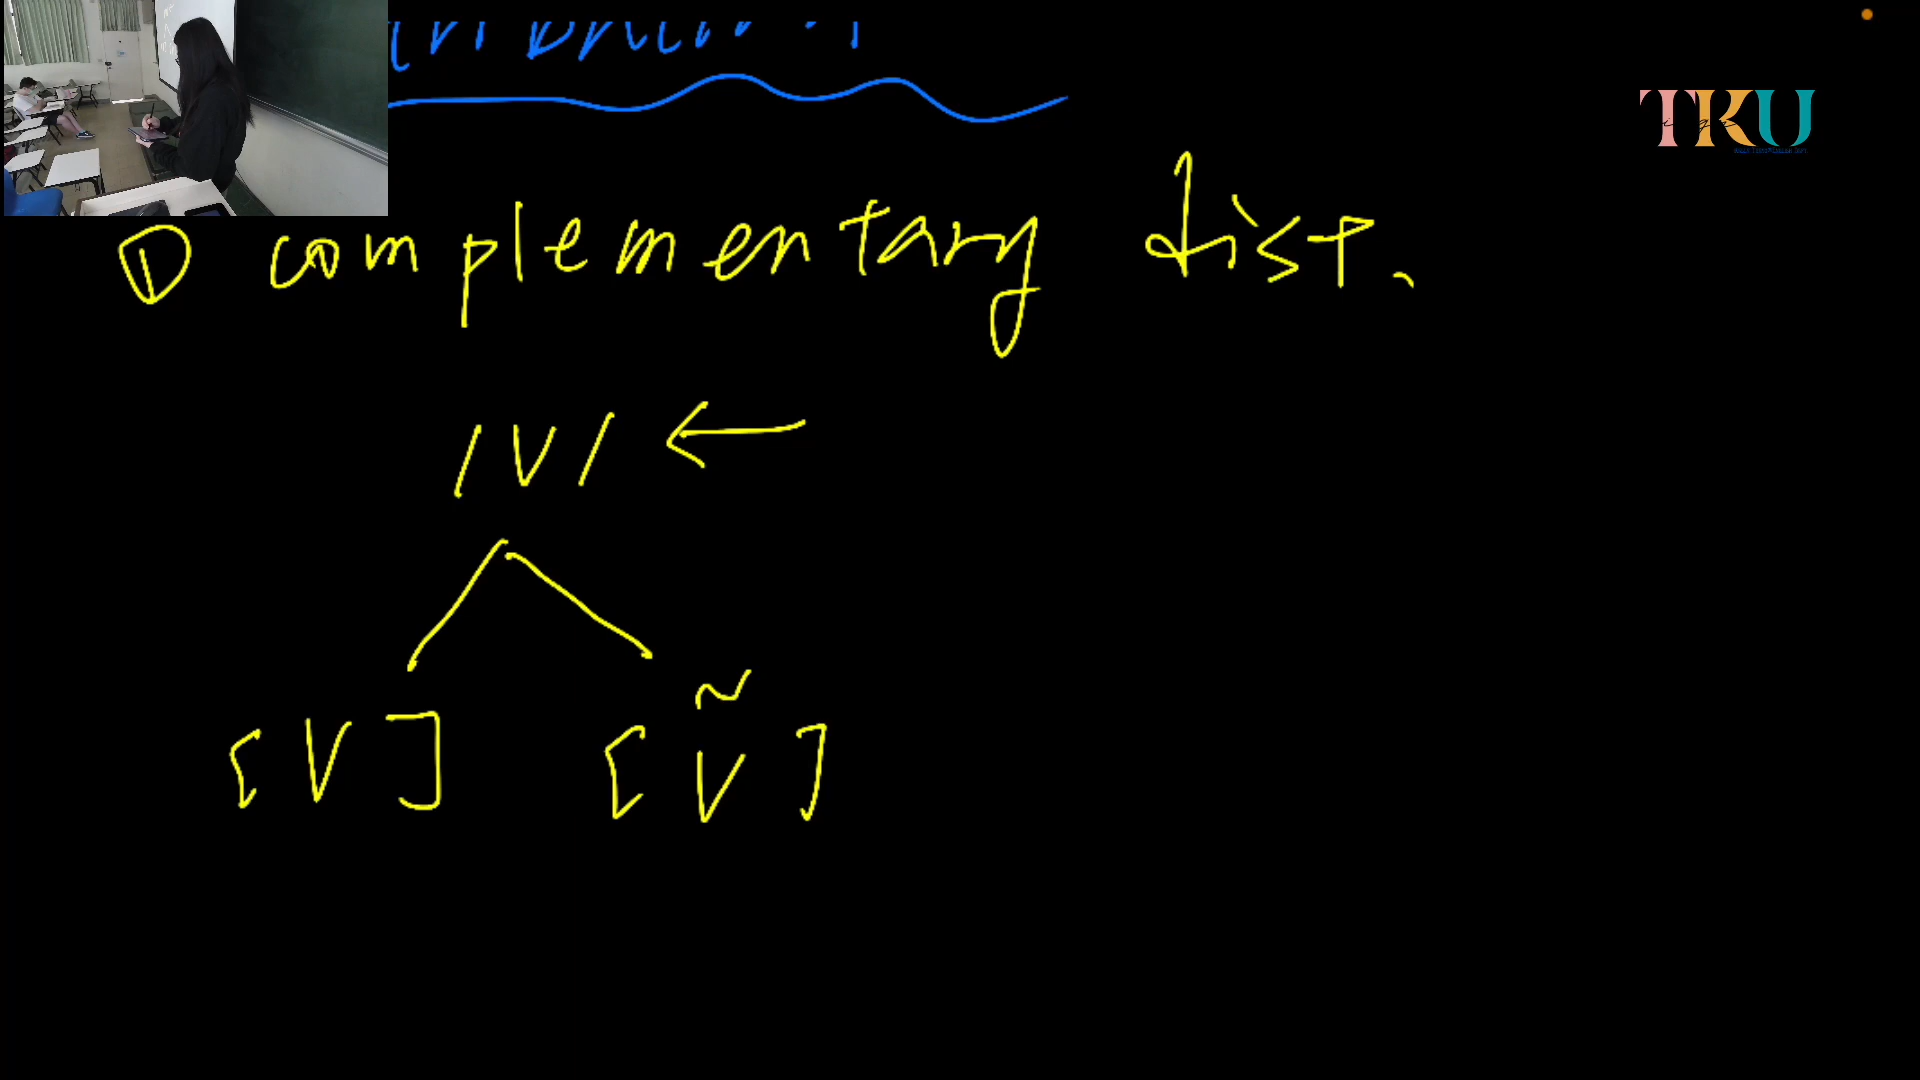 TKU
① complementary dist.
/V/ ←
[V] [Ṽ]